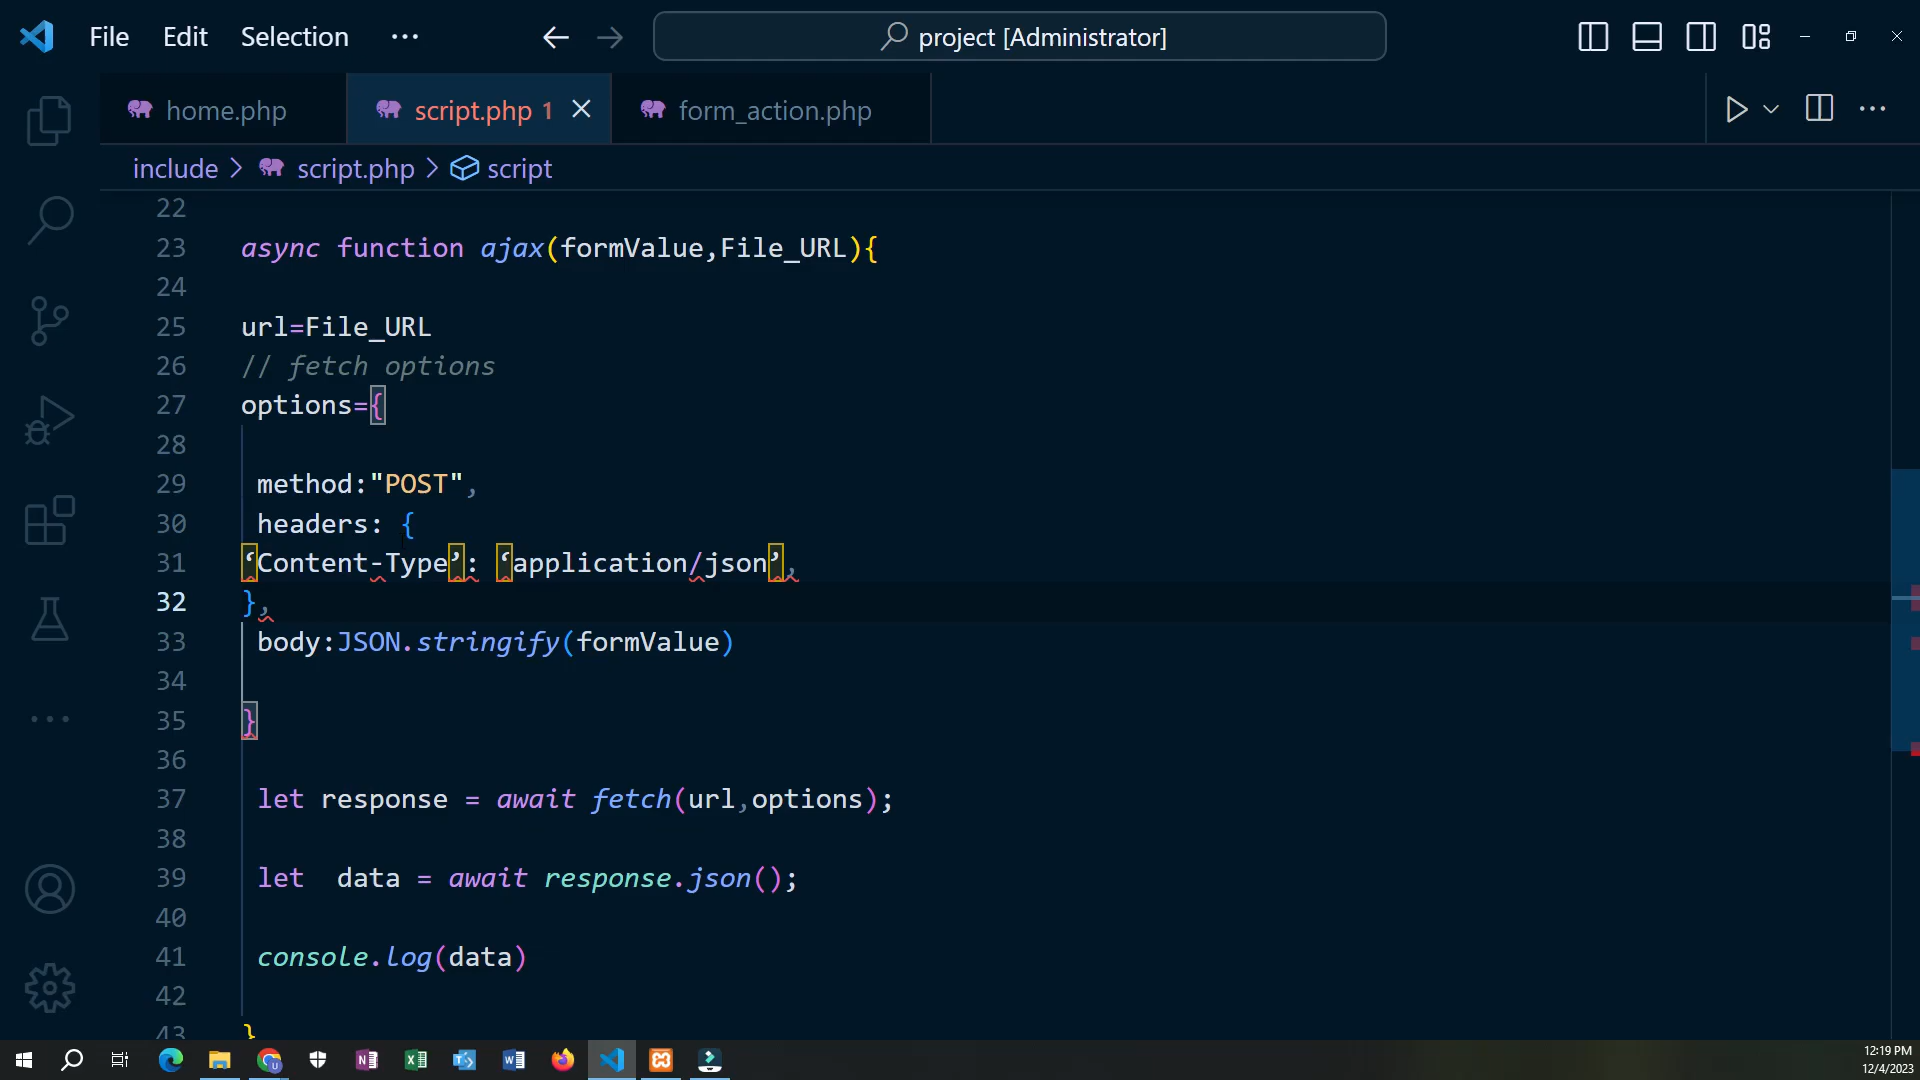 File Edit Selection ··· project [Administrator]
home.php script.php 1 form_action.php
include > script.php > script
22
23 async function ajax(formValue,File_URL){
24
25 url=File_URL
26 // fetch options
27 options={
28
29 method:"POST",
30 headers: {
31 ‘Content-Type’: ‘application/json’,
32 },
33 body:JSON.stringify(formValue)
34
35 }
36
37 let response = await fetch(url,options);
38
39 let  data = await response.json();
40
41 console.log(data)
42
43 }
12:19 PM
12/4/2023